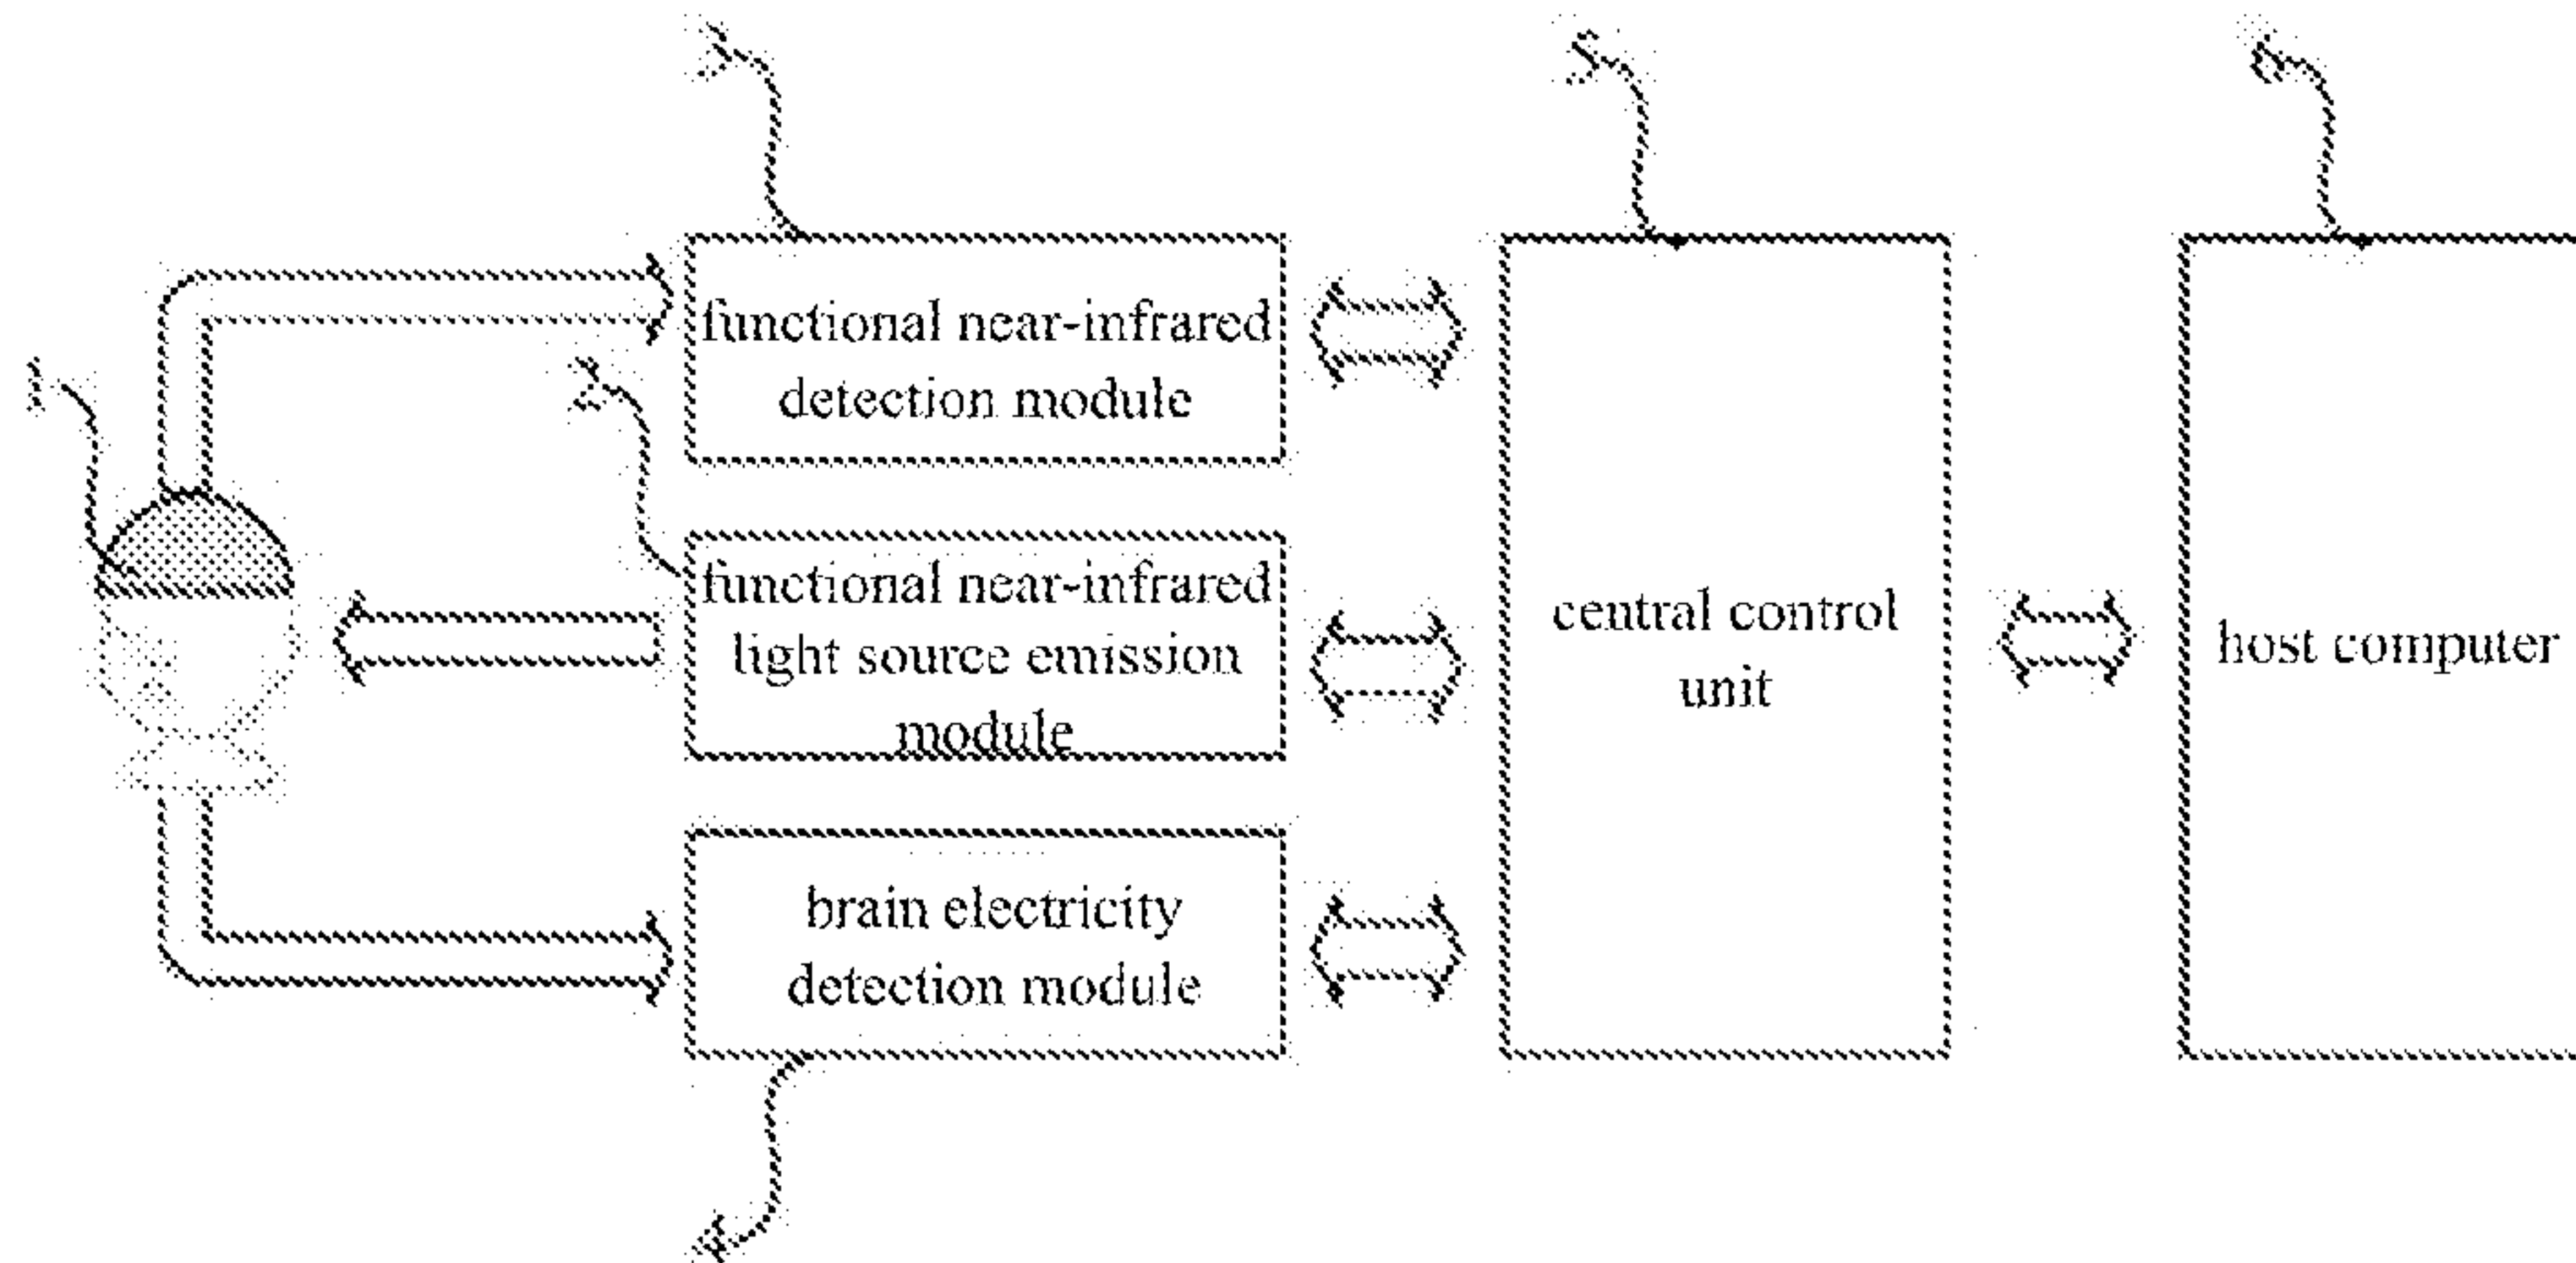 1
functional near-infrared
detection module
functional near-infrared
light source emission
module
brain electricity
detection module
central control
unit
host computer